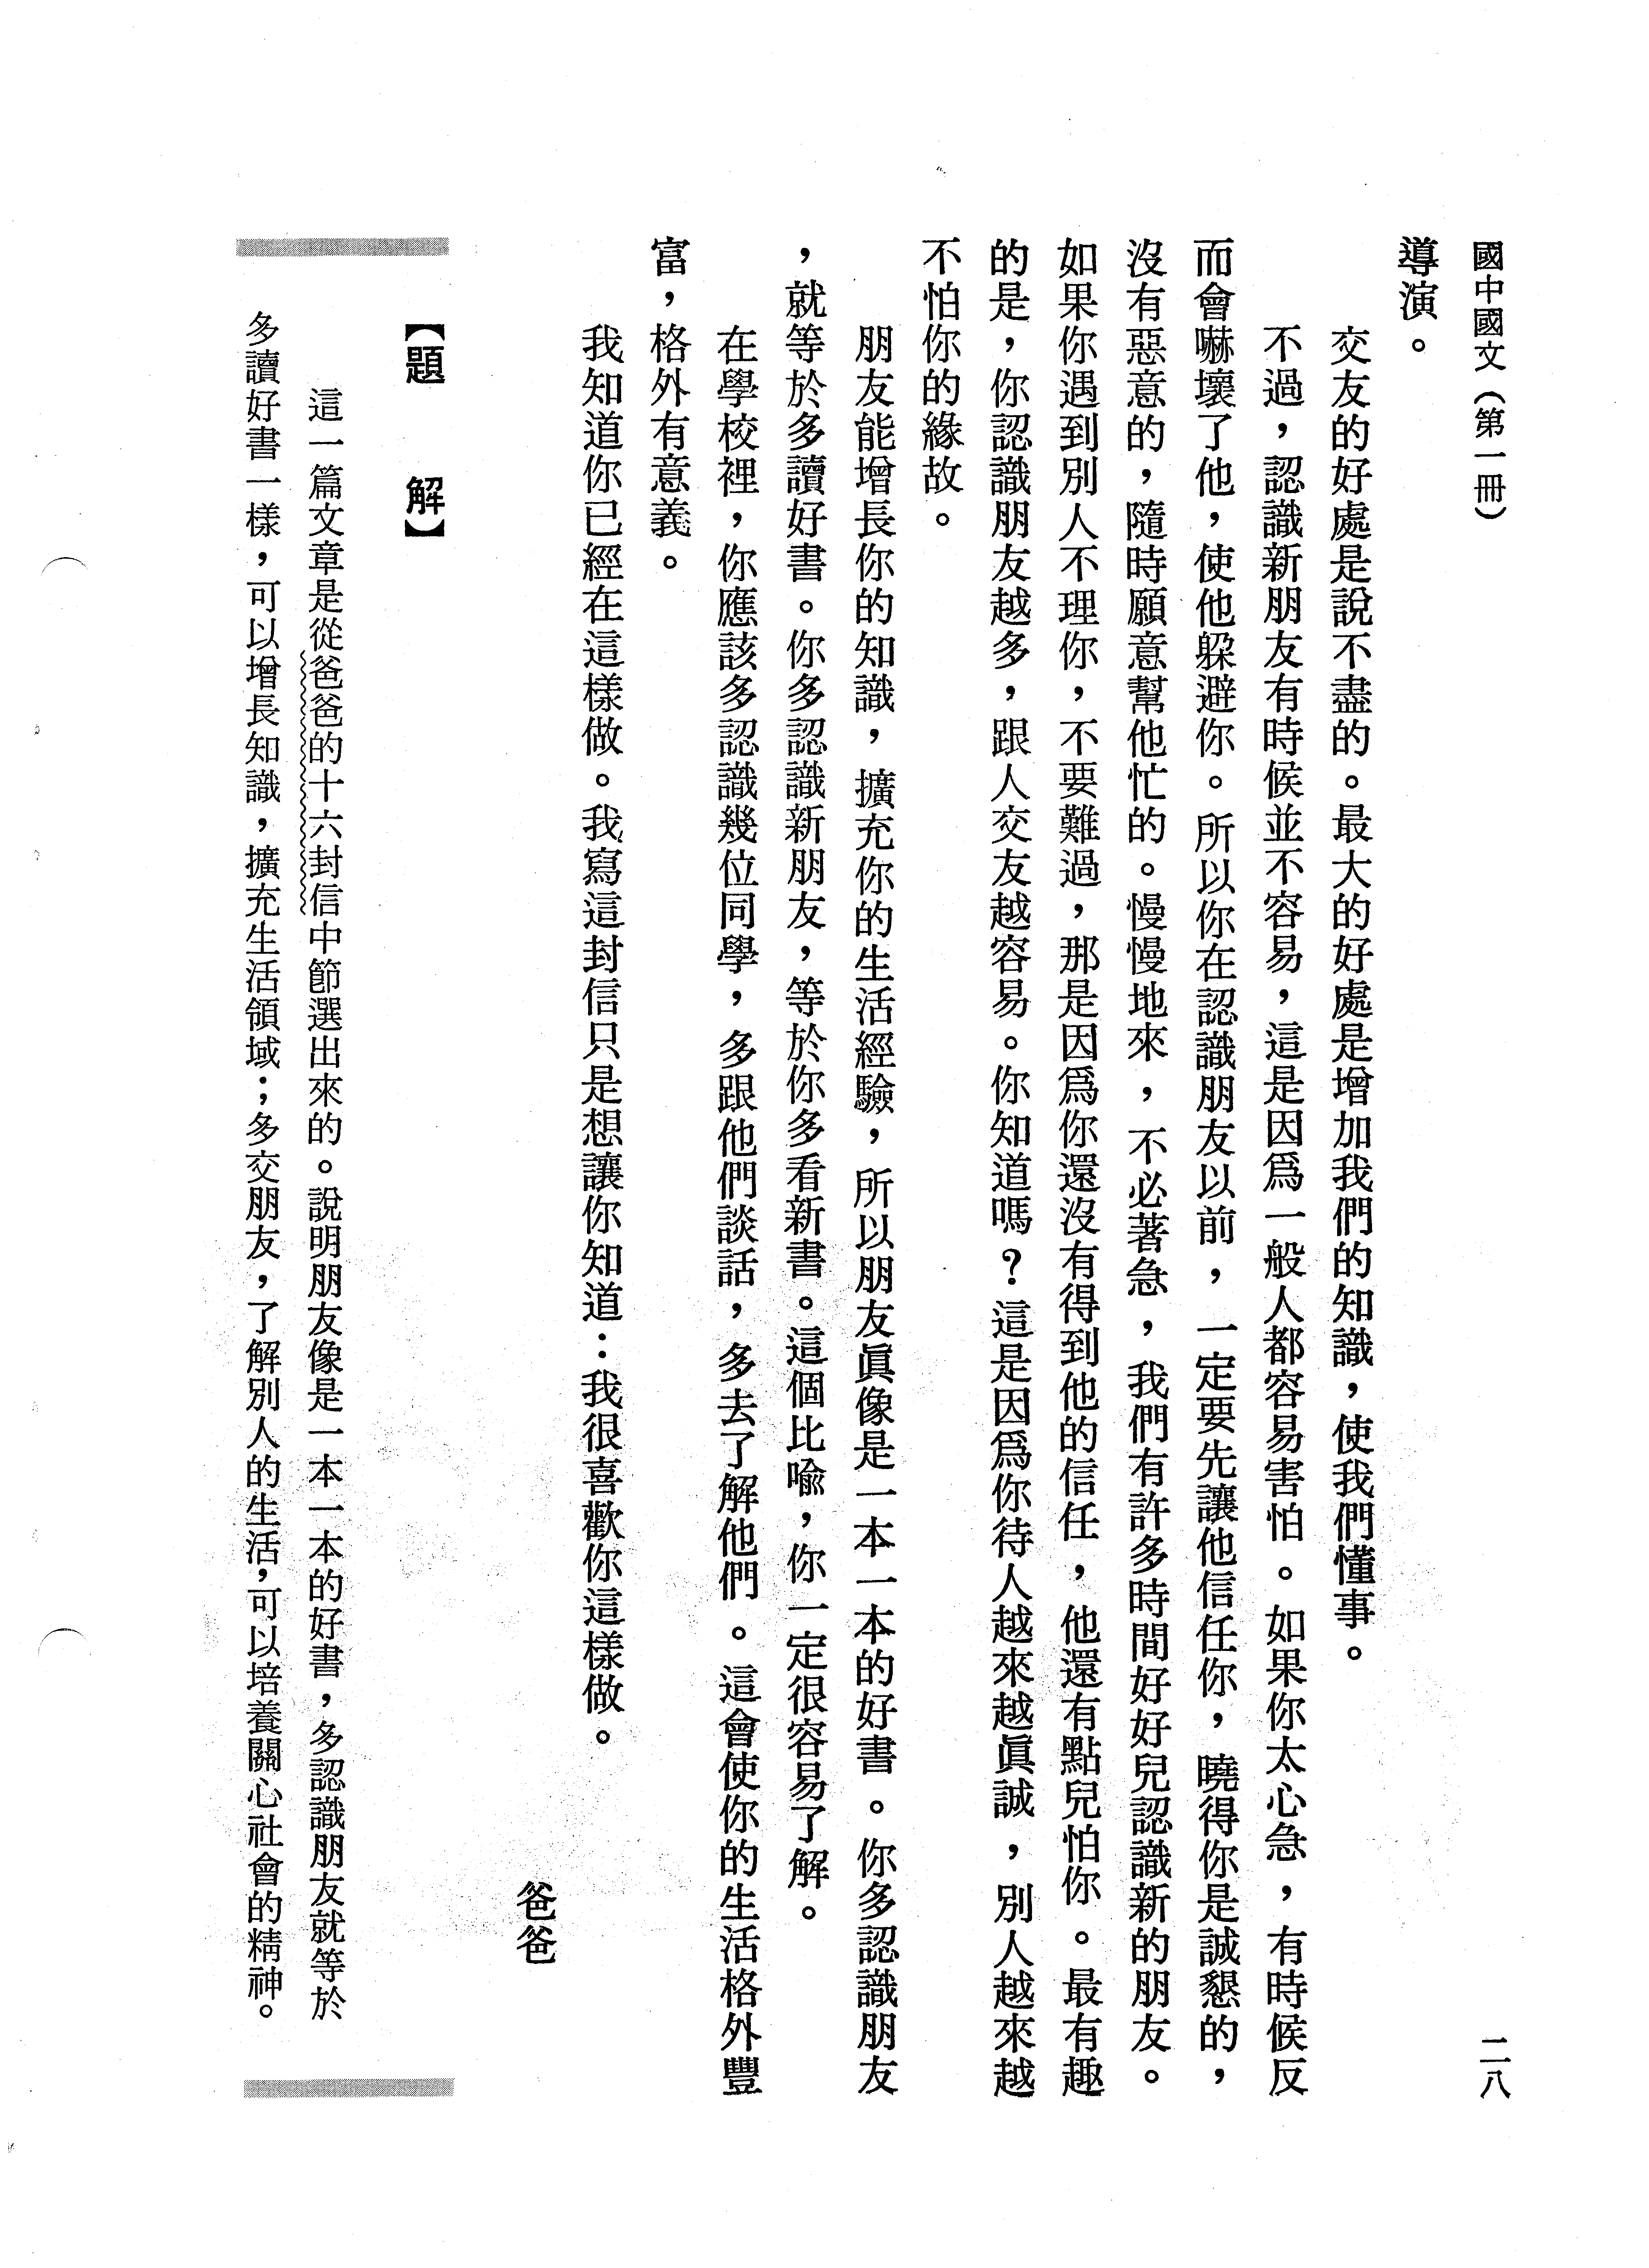 國中國文（第一冊）
二八
導演。
交友的好處是說不盡的。最大的好處是增加我們的知識，使我們懂事。
不過，認識新朋友有時候並不容易，這是因爲一般人都容易害怕。如果你太心急，有時候反
而會嚇壞了他，使他躱避你。所以你在認識朋友以前，一定要先讓他信任你，曉得你是誠懇的，
沒有惡意的，隨時願意幫他忙的。慢慢地來，不必著急，我們有許多時間好好兒認識新的朋友。
如果你遇到別人不理你，不要難過，那是因爲你還沒有得到他的信任，他還有點兒怕你。最有趣
的是，你認識朋友越多，跟人交友越容易。你知道嗎？這是因爲你待人越來越眞誠，別人越來越
不怕你的緣故。
朋友能增長你的知識，擴充你的生活經驗，所以朋友眞像是一本一本的好書。你多認識朋友
，就等於多讀好書。你多認識新朋友，等於你多看新書。這個比喩，你一定很容易了解。
在學校裡，你應該多認識幾位同學，多跟他們談話，多去了解他們。這會使你的生活格外豐
富，格外有意義。
我知道你已經在這樣做。我寫這封信只是想讓你知道：我很喜歡你這樣做。
爸爸
【題　解】
這一篇文章是從爸爸的十六封信中節選出來的。說明朋友像是一本一本的好書，多認識朋友就等於
多讀好書一樣，可以增長知識，擴充生活領域；多交朋友，了解別人的生活，可以培養關心社會的精神。